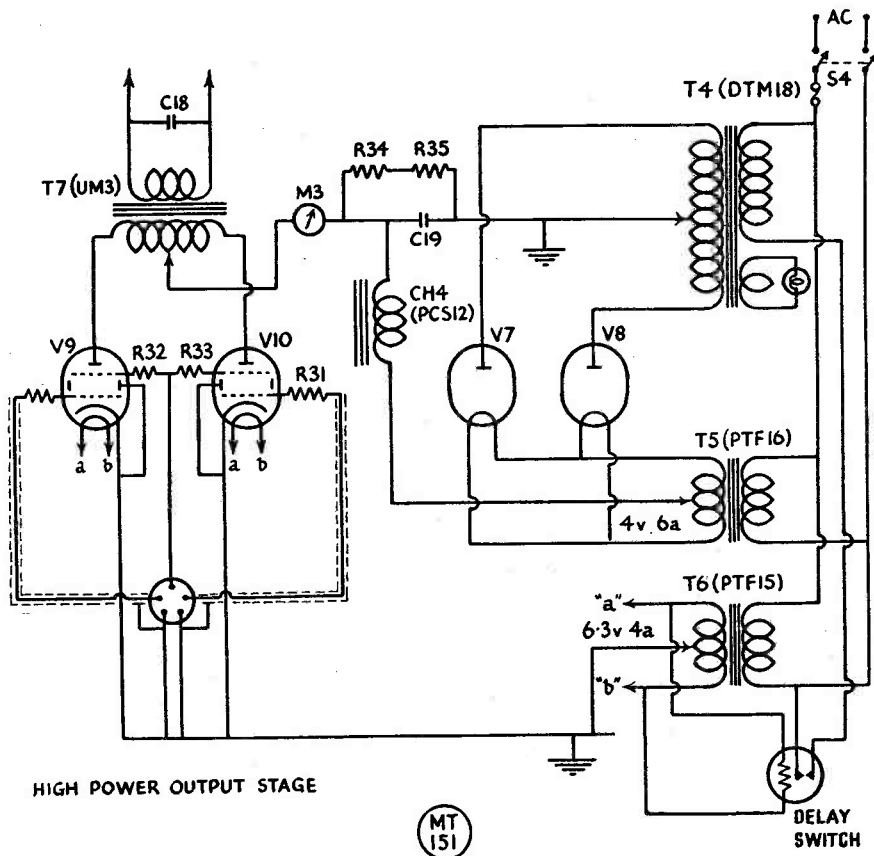 AC
S4
T4 (DTM18)
C18
R34 R35
T7 (UM3)
M3
C19
CH4
(PCS12)
V7 V8
V9 R32 R33 V10
R31
a b a b
T5 (PTF16)
4v 6a
T6 (PTF15)
"a"
6·3v 4a
"b"
HIGH POWER OUTPUT STAGE
MT
151
DELAY
SWITCH